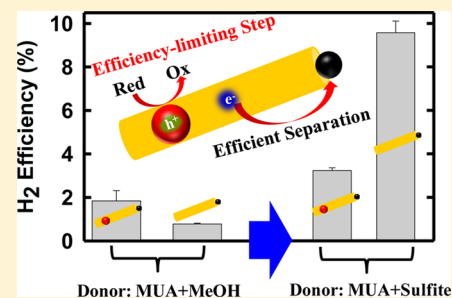 H2 Efficiency (%)
10
8
6
4
2
0
Efficiency-limiting Step
Red
Ox
h+
e-
Efficient Separation
Donor: MUA+MeOH
Donor: MUA+Sulfite